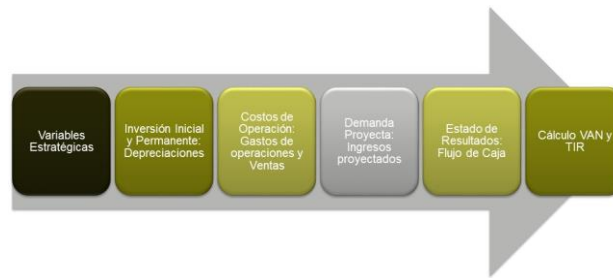 Variables
Estratégicas
Inversión Inicial
y Permanente:
Depreciaciones
Costos de
Operación:
Gastos de
operaciones y
Ventas
Demanda
Proyecta:
Ingresos
proyectados
Estado de
Resultados:
Flujo de Caja
Cálculo VAN y
TIR